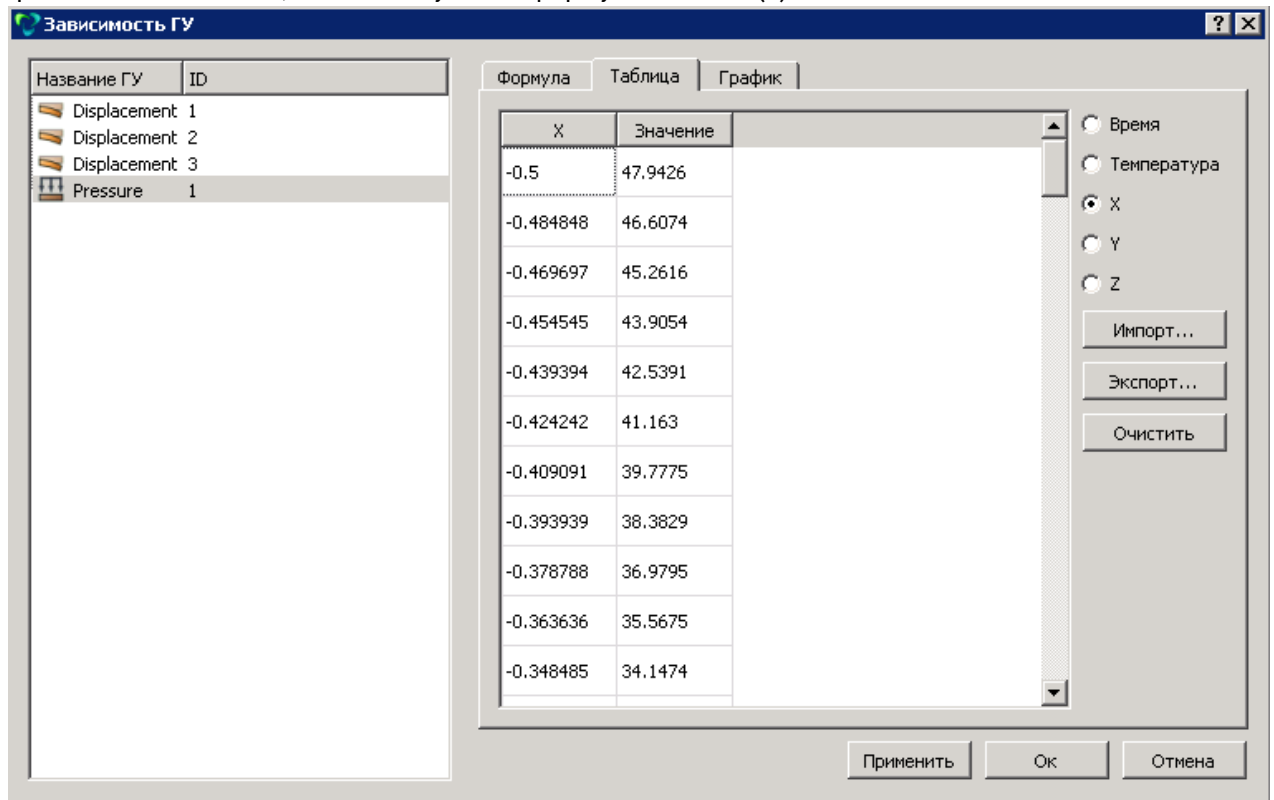 Зависимость ГУ
Название ГУ ID
Displacement 1
Displacement 2
Displacement 3
Pressure 1
Формула Таблица График
X Значение
-0.5 47.9426
-0.484848 46.6074
-0.469697 45.2616
-0.454545 43.9054
-0.439394 42.5391
-0.424242 41.163
-0.409091 39.7775
-0.393939 38.3829
-0.378788 36.9795
-0.363636 35.5675
-0.348485 34.1474
Время
Температура
X
Y
Z
Импорт...
Экспорт...
Очистить
Применить Ок Отмена